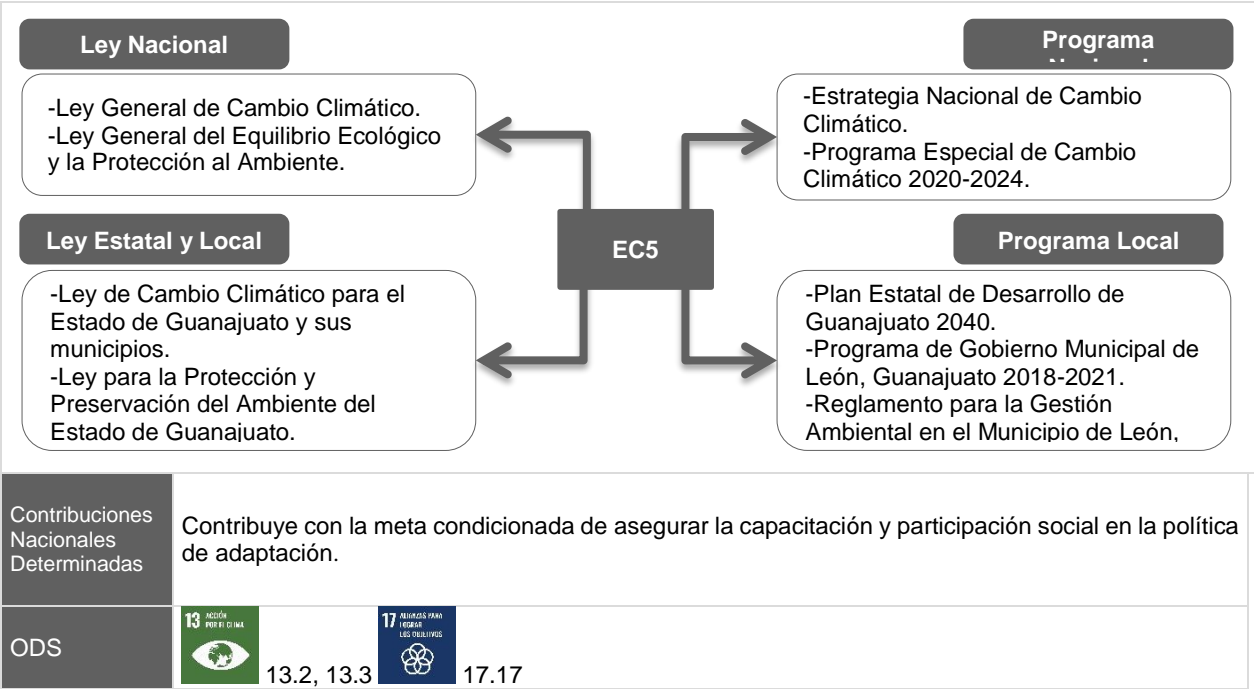 Ley Nacional
-Ley General de Cambio Climático.
-Ley General del Equilibrio Ecológico
y la Protección al Ambiente.
Programa
-Estrategia Nacional de Cambio
Climático.
-Programa Especial de Cambio
Climático 2020-2024.
Ley Estatal y Local
-Ley de Cambio Climático para el
Estado de Guanajuato y sus
municipios.
-Ley para la Protección y
Preservación del Ambiente del
Estado de Guanajuato.
EC5
Programa Local
-Plan Estatal de Desarrollo de
Guanajuato 2040.
-Programa de Gobierno Municipal de
León, Guanajuato 2018-2021.
-Reglamento para la Gestión
Ambiental en el Municipio de León,
Contribuciones
Nacionales
Determinadas
Contribuye con la meta condicionada de asegurar la capacitación y participación social en la política
de adaptación.
ODS
13 ACCIÓN
POR EL CLIMA
13.2, 13.3
17 ALIANZAS PARA
LOGRAR
LOS OBJETIVOS
17.17